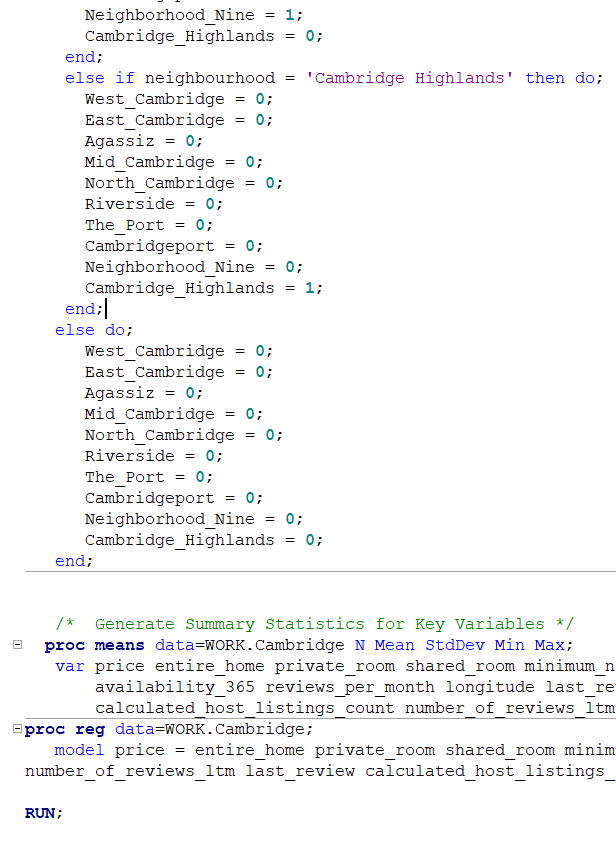 Neighborhood_Nine = 1;
Cambridge_Highlands = 0;
end;
else if neighbourhood = 'Cambridge Highlands' then do;
West_Cambridge = 0;
East_Cambridge = 0;
Agassiz = 0;
Mid_Cambridge = 0;
North_Cambridge = 0;
Riverside = 0;
The_Port = 0;
Cambridgeport = 0;
Neighborhood_Nine = 0;
Cambridge_Highlands = 1;
end;
else do;
West_Cambridge = 0;
East_Cambridge = 0;
Agassiz = 0;
Mid_Cambridge = 0;
North_Cambridge = 0;
Riverside = 0;
The_Port = 0;
Cambridgeport = 0;
Neighborhood_Nine = 0;
Cambridge_Highlands = 0;
end;
/*  Generate Summary Statistics for Key Variables */
proc means data=WORK.Cambridge N Mean StdDev Min Max;
var price entire_home private_room shared_room minimum_n
availability_365 reviews_per_month longitude last_re
calculated_host_listings_count number_of_reviews_ltm
proc reg data=WORK.Cambridge;
model price = entire_home private_room shared_room minim
number_of_reviews_ltm last_review calculated_host_listings_
RUN;